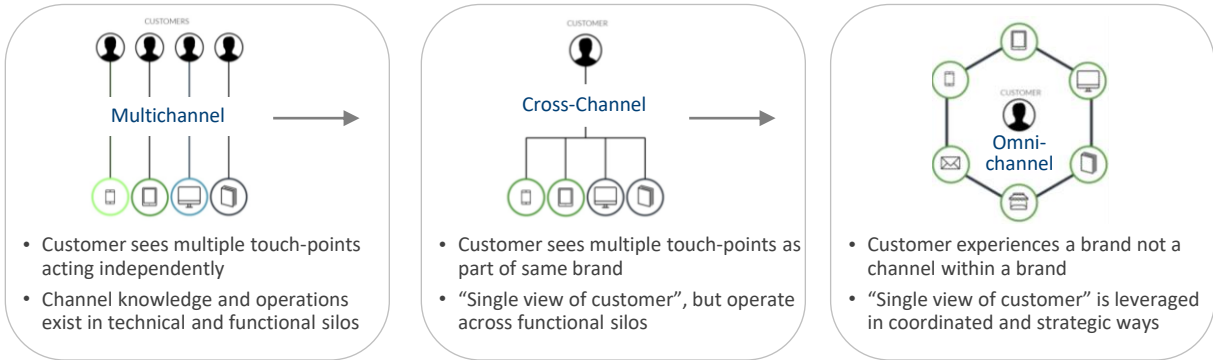 CUSTOMERS
Multichannel
• Customer sees multiple touch-points
acting independently
• Channel knowledge and operations
exist in technical and functional silos
CUSTOMER
Cross-Channel
• Customer sees multiple touch-points as
part of same brand
• “Single view of customer”, but operate
across functional silos
CUSTOMER
Omni-
channel
• Customer experiences a brand not a
channel within a brand
• “Single view of customer” is leveraged
in coordinated and strategic ways